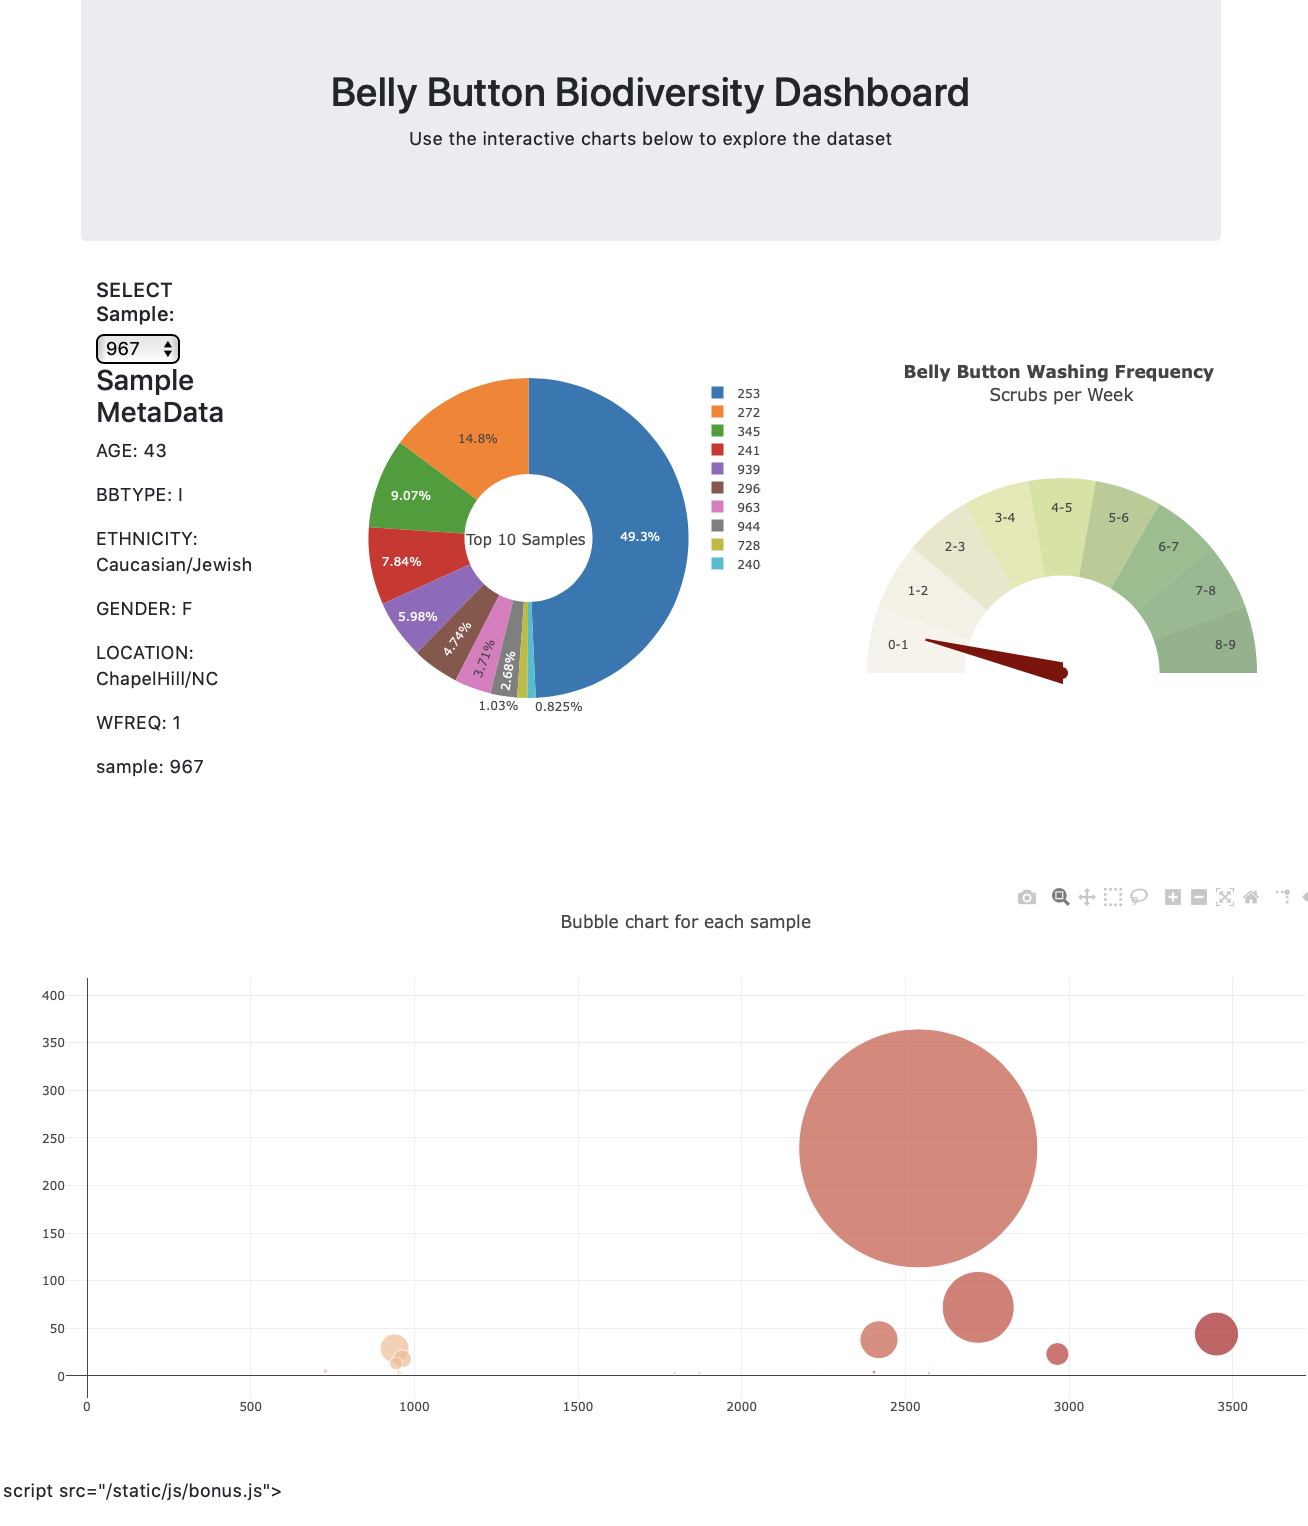 Belly Button Biodiversity Dashboard
Use the interactive charts below to explore the dataset
SELECT
Sample:
967
Sample
MetaData
AGE: 43
BBTYPE: I
ETHNICITY:
Caucasian/Jewish
GENDER: F
LOCATION:
ChapelHill/NC
WFREQ: 1
sample: 967
14.8%
9.07%
49.3%
Top 10 Samples
7.84%
5.98%
4.74%
3.71%
2.68%
1.03%
0.825%
253
272
345
241
939
296
963
944
728
240
Belly Button Washing Frequency
Scrubs per Week
0-1
1-2
2-3
3-4
4-5
5-6
6-7
7-8
8-9
Bubble chart for each sample
400
350
300
250
200
150
100
50
0
0 500 1000 1500 2000 2500 3000 3500
script src="/static/js/bonus.js">